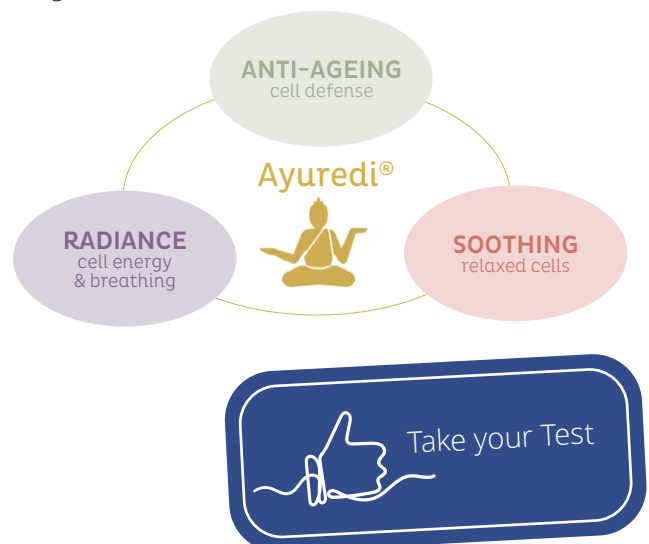 ANTI-AGEING
cell defense
Ayuredi®
RADIANCE
cell energy
& breathing
SOOTHING
relaxed cells
Take your Test